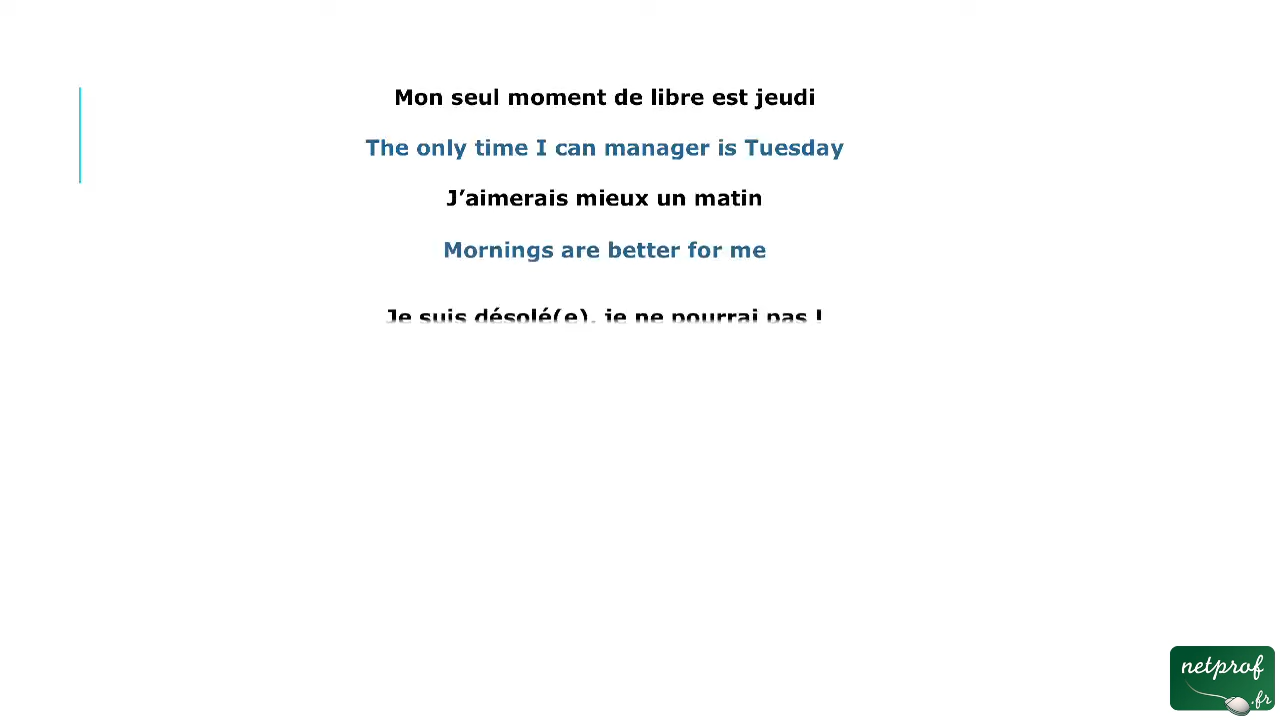 Mon seul moment de libre est jeudi
The only time I can manager is Tuesday
J’aimerais mieux un matin
Mornings are better for me
Je suis désolé(e), je ne pourrai pas !
netprof
.fr